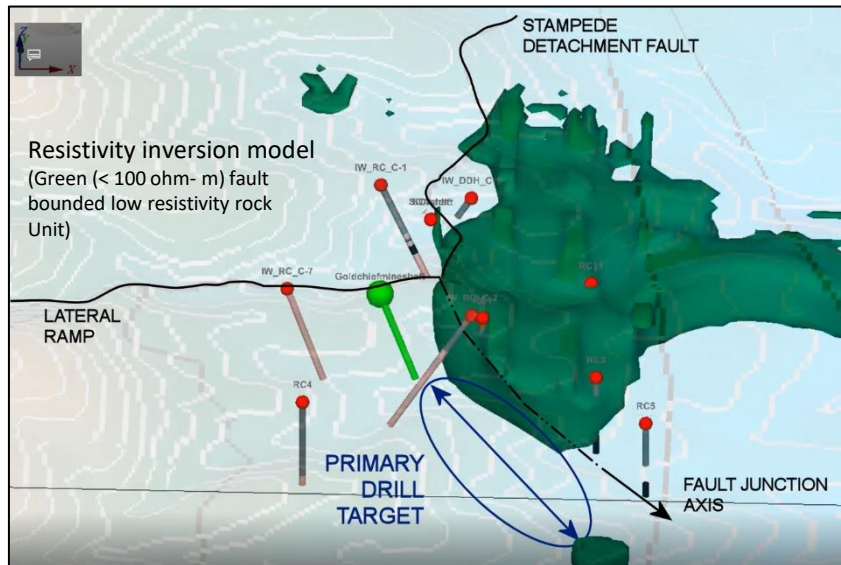 STAMPEDE
DETACHMENT FAULT
Z
X
Resistivity inversion model
(Green (< 100 ohm- m) fault
bounded low resistivity rock
Unit)
IW_RC_C-1
IW_DDH_C
IW_RC_C-7
Goldchiefmineshaft
RC11
LATERAL
RAMP
RC3
RC4
RC5
PRIMARY
DRILL
TARGET
FAULT JUNCTION
AXIS